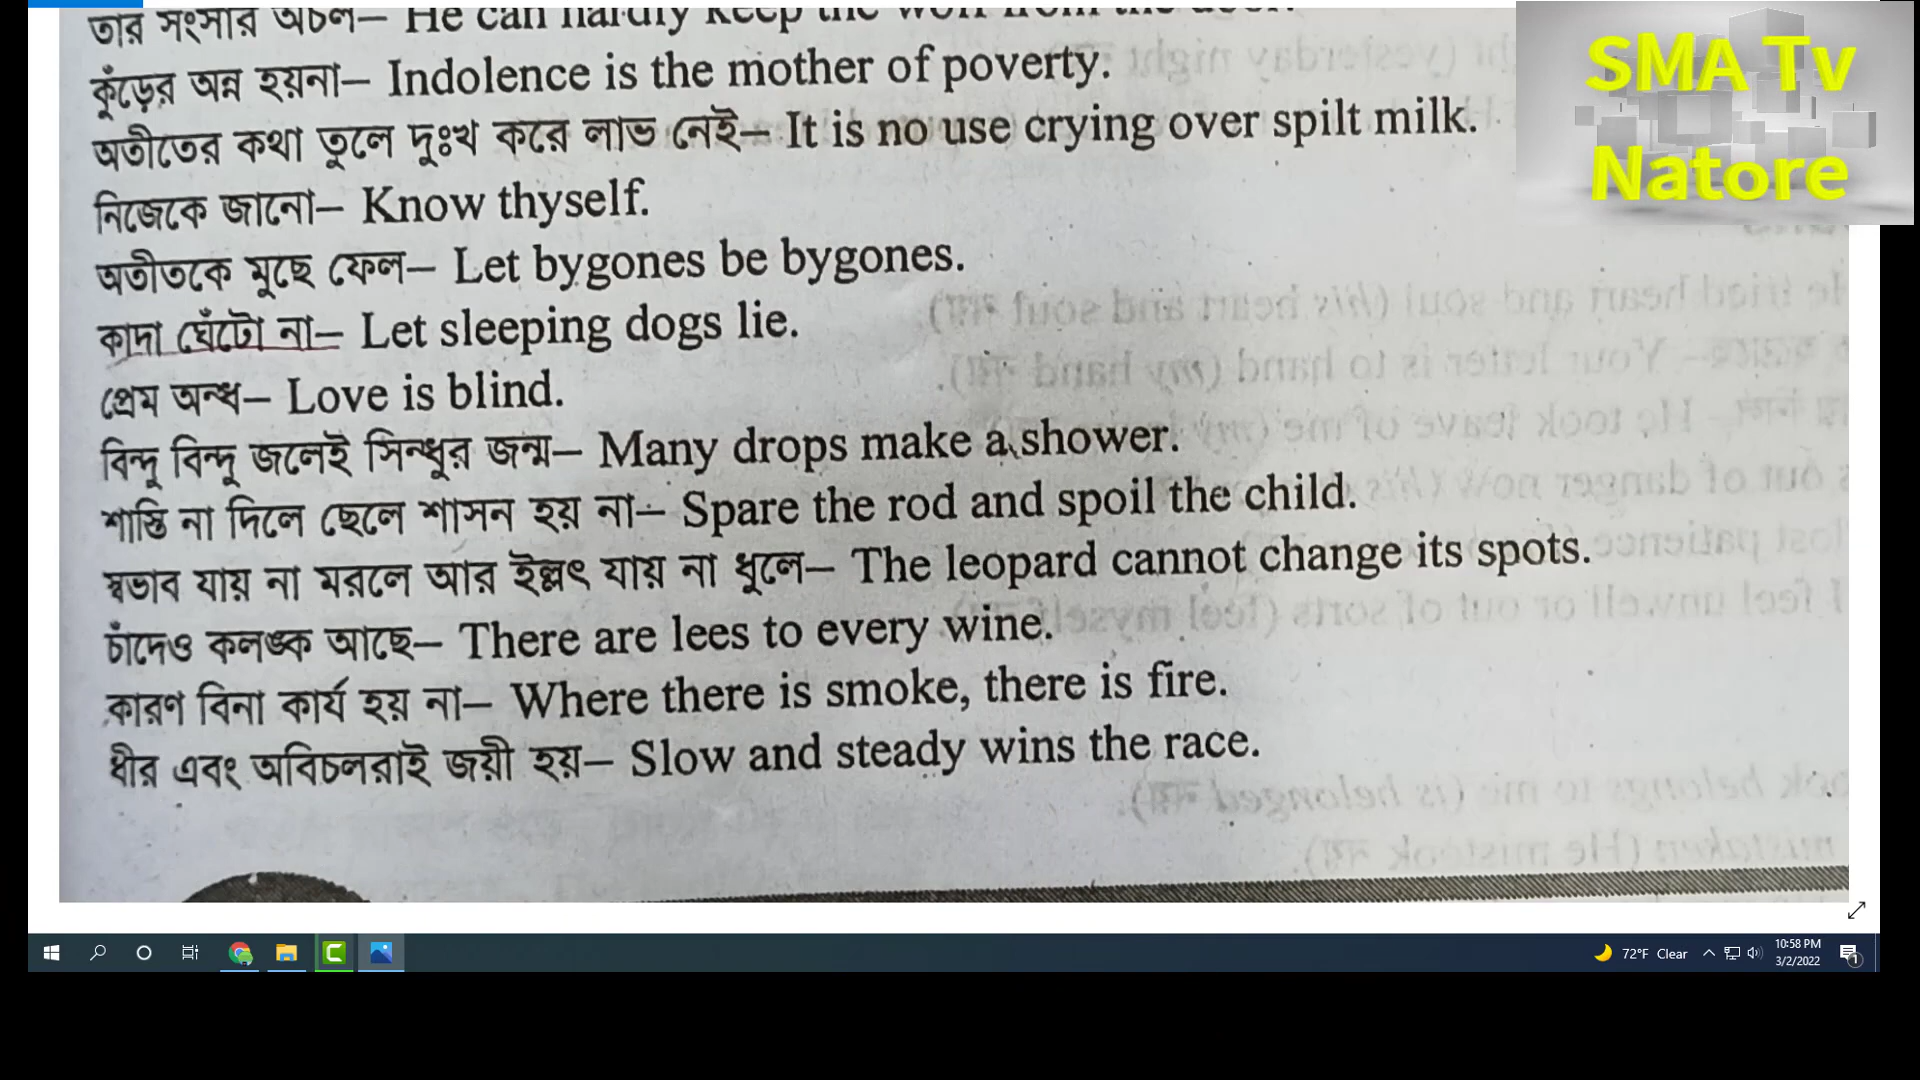 তার সংসার অচল– He can hardly keep the wolf from the door.
কুঁড়ের অন্ন হয়না– Indolence is the mother of poverty.
অতীতের কথা তুলে দুঃখ করে লাভ নেই– It is no use crying over spilt milk.
নিজেকে জানো– Know thyself.
অতীতকে মুছে ফেল– Let bygones be bygones.
কাদা ঘেঁটো না– Let sleeping dogs lie.
প্রেম অন্ধ– Love is blind.
বিন্দু বিন্দু জলেই সিন্ধুর জন্ম– Many drops make a shower.
শাস্তি না দিলে ছেলে শাসন হয় না– Spare the rod and spoil the child.
স্বভাব যায় না মরলে আর ইল্লৎ যায় না ধুলে– The leopard cannot change its spots.
চাঁদেও কলঙ্ক আছে– There are lees to every wine.
কারণ বিনা কার্য হয় না– Where there is smoke, there is fire.
ধীর এবং অবিচলরাই জয়ী হয়– Slow and steady wins the race.
SMA Tv
Natore
72°F Clear
10:58 PM
3/2/2022
1